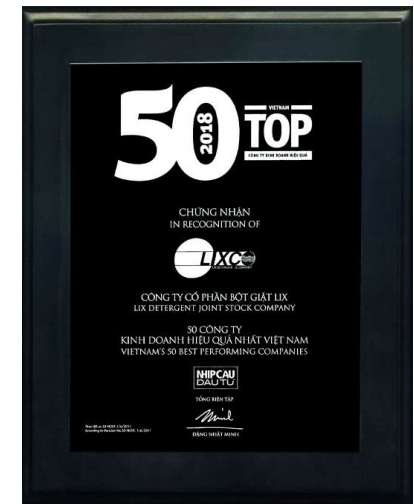 50
2018
VIETNAM
TOP
CÔNG TY KINH DOANH HIỆU QUẢ
CHỨNG NHẬN
IN RECOGNITION OF
LIXCO
CÔNG TY CỔ PHẦN BỘT GIẶT LIX
LIX DETERGENT JOINT STOCK COMPANY
50 CÔNG TY
KINH DOANH HIỆU QUẢ NHẤT VIỆT NAM
VIETNAM'S 50 BEST PERFORMING COMPANIES
NHỊP CẦU
ĐẦU TƯ
TỔNG BIÊN TẬP
ĐẶNG NHẤT MINH